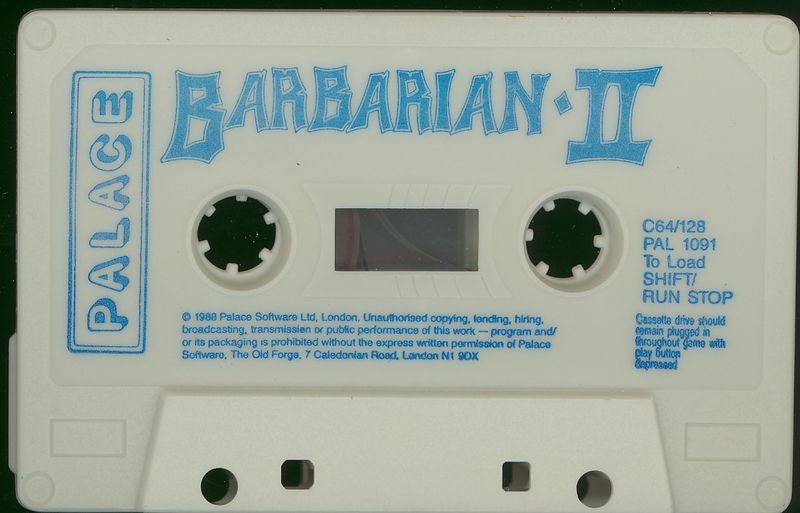 PALACE
BARBARIAN · II
C64/128
PAL 1091
To Load
SHIFT/
RUN STOP
Cassette drive should
remain plugged in
throughout game with
play button
depressed
© 1988 Palace Software Ltd, London. Unauthorised copying, lending, hiring,
broadcasting, transmission or public performance of this work — program and/
or its packaging is prohibited without the express written permission of Palace
Software, The Old Forge, 7 Caledonian Road, London N1 9DX